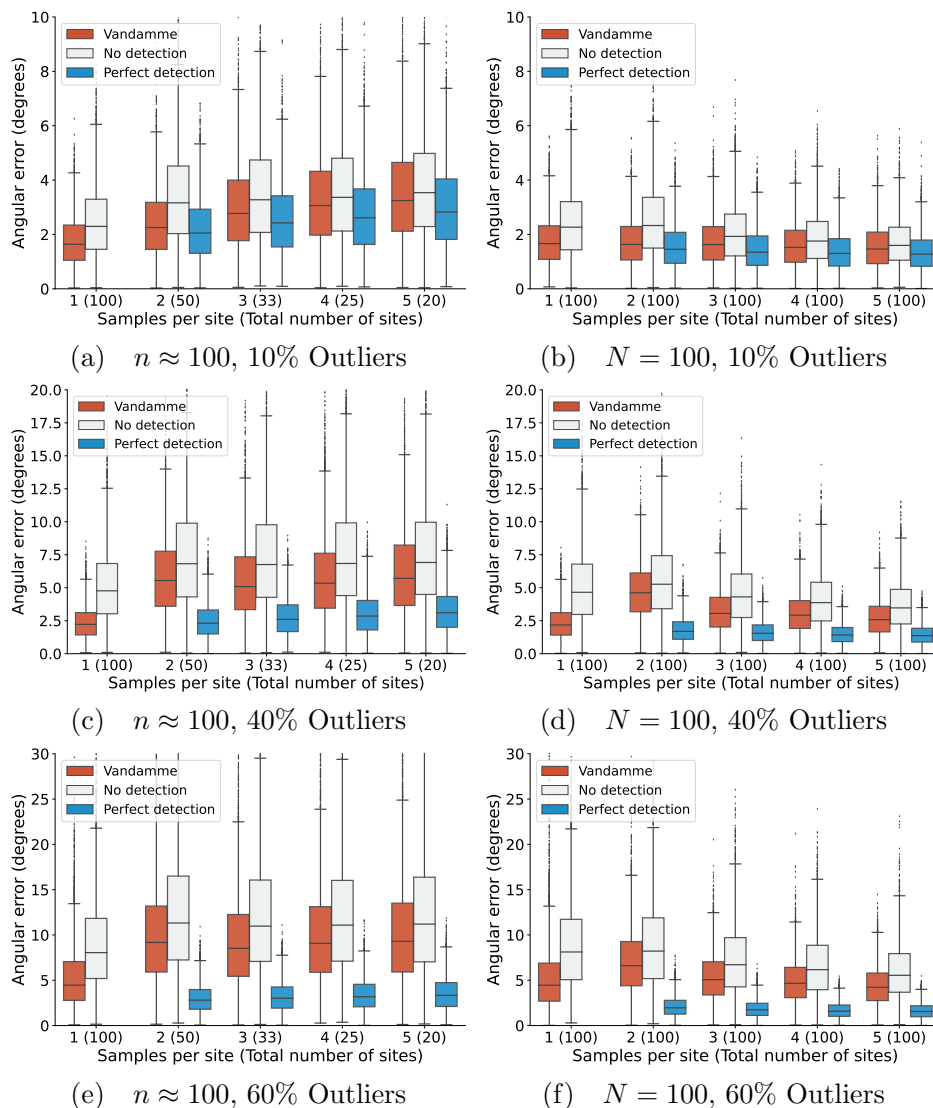 10
8
6
4
2
0
Angular error (degrees)
Vandamme
No detection
Perfect detection
1 (100) 2 (50) 3 (33) 4 (25) 5 (20)
Samples per site (Total number of sites)
(a) n ≈ 100, 10% Outliers
10
8
6
4
2
0
Angular error (degrees)
Vandamme
No detection
Perfect detection
1 (100) 2 (100) 3 (100) 4 (100) 5 (100)
Samples per site (Total number of sites)
(b) N = 100, 10% Outliers
20.0
17.5
15.0
12.5
10.0
7.5
5.0
2.5
0.0
Angular error (degrees)
Vandamme
No detection
Perfect detection
1 (100) 2 (50) 3 (33) 4 (25) 5 (20)
Samples per site (Total number of sites)
(c) n ≈ 100, 40% Outliers
20.0
17.5
15.0
12.5
10.0
7.5
5.0
2.5
0.0
Angular error (degrees)
Vandamme
No detection
Perfect detection
1 (100) 2 (100) 3 (100) 4 (100) 5 (100)
Samples per site (Total number of sites)
(d) N = 100, 40% Outliers
30
25
20
15
10
5
0
Angular error (degrees)
Vandamme
No detection
Perfect detection
1 (100) 2 (50) 3 (33) 4 (25) 5 (20)
Samples per site (Total number of sites)
(e) n ≈ 100, 60% Outliers
30
25
20
15
10
5
0
Angular error (degrees)
Vandamme
No detection
Perfect detection
1 (100) 2 (100) 3 (100) 4 (100) 5 (100)
Samples per site (Total number of sites)
(f) N = 100, 60% Outliers